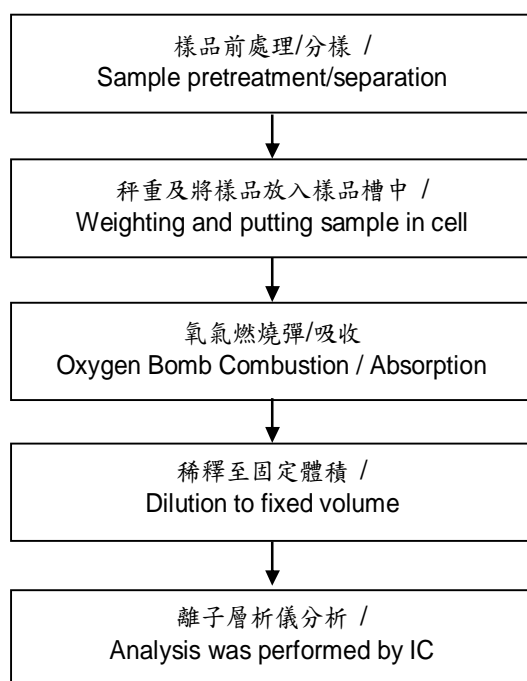 樣品前處理/分樣 /
Sample pretreatment/separation
秤重及將樣品放入樣品槽中 /
Weighting and putting sample in cell
氧氣燃燒彈/吸收
Oxygen Bomb Combustion / Absorption
稀釋至固定體積 /
Dilution to fixed volume
離子層析儀分析 /
Analysis was performed by IC